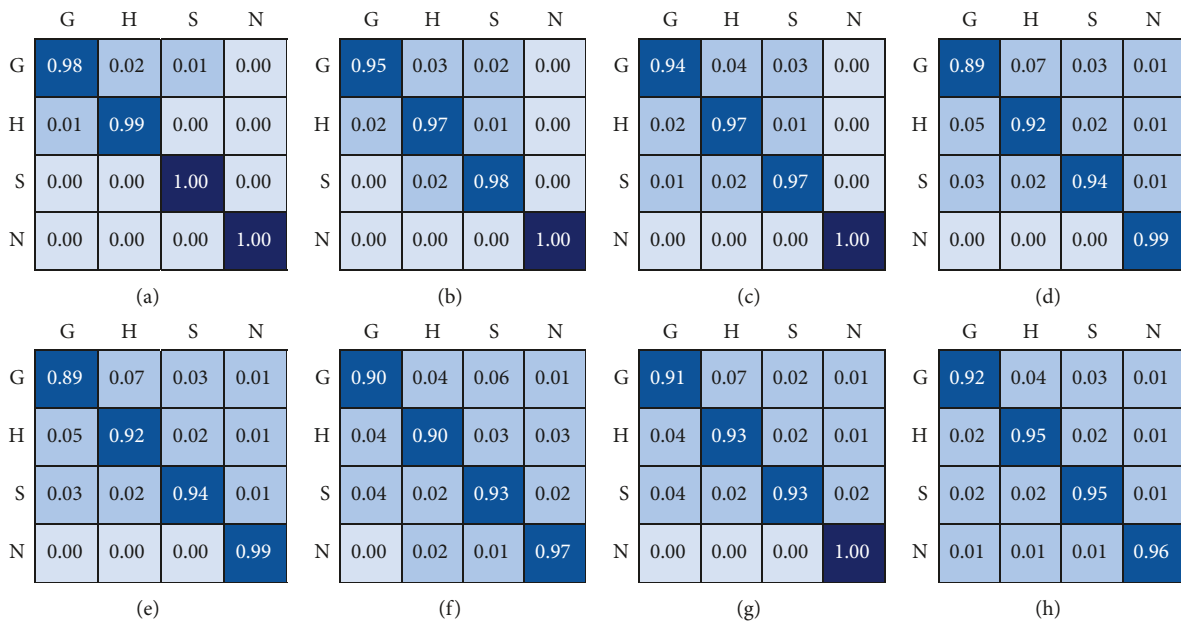 G H S N G H S N G H S N G H S N
G 0.98 0.02 0.01 0.00 G 0.95 0.03 0.02 0.00 G 0.94 0.04 0.03 0.00 G 0.89 0.07 0.03 0.01
H 0.01 0.99 0.00 0.00 H 0.02 0.97 0.01 0.00 H 0.02 0.97 0.01 0.00 H 0.05 0.92 0.02 0.01
S 0.00 0.00 1.00 0.00 S 0.00 0.02 0.98 0.00 S 0.01 0.02 0.97 0.00 S 0.03 0.02 0.94 0.01
N 0.00 0.00 0.00 1.00 N 0.00 0.00 0.00 1.00 N 0.00 0.00 0.00 1.00 N 0.00 0.00 0.00 0.99
(a) (b) (c) (d)
G H S N G H S N G H S N G H S N
G 0.89 0.07 0.03 0.01 G 0.90 0.04 0.06 0.01 G 0.91 0.07 0.02 0.01 G 0.92 0.04 0.03 0.01
H 0.05 0.92 0.02 0.01 H 0.04 0.90 0.03 0.03 H 0.04 0.93 0.02 0.01 H 0.02 0.95 0.02 0.01
S 0.03 0.02 0.94 0.01 S 0.04 0.02 0.93 0.02 S 0.04 0.02 0.93 0.02 S 0.02 0.02 0.95 0.01
N 0.00 0.00 0.00 0.99 N 0.00 0.02 0.01 0.97 N 0.00 0.00 0.00 1.00 N 0.01 0.01 0.01 0.96
(e) (f) (g) (h)